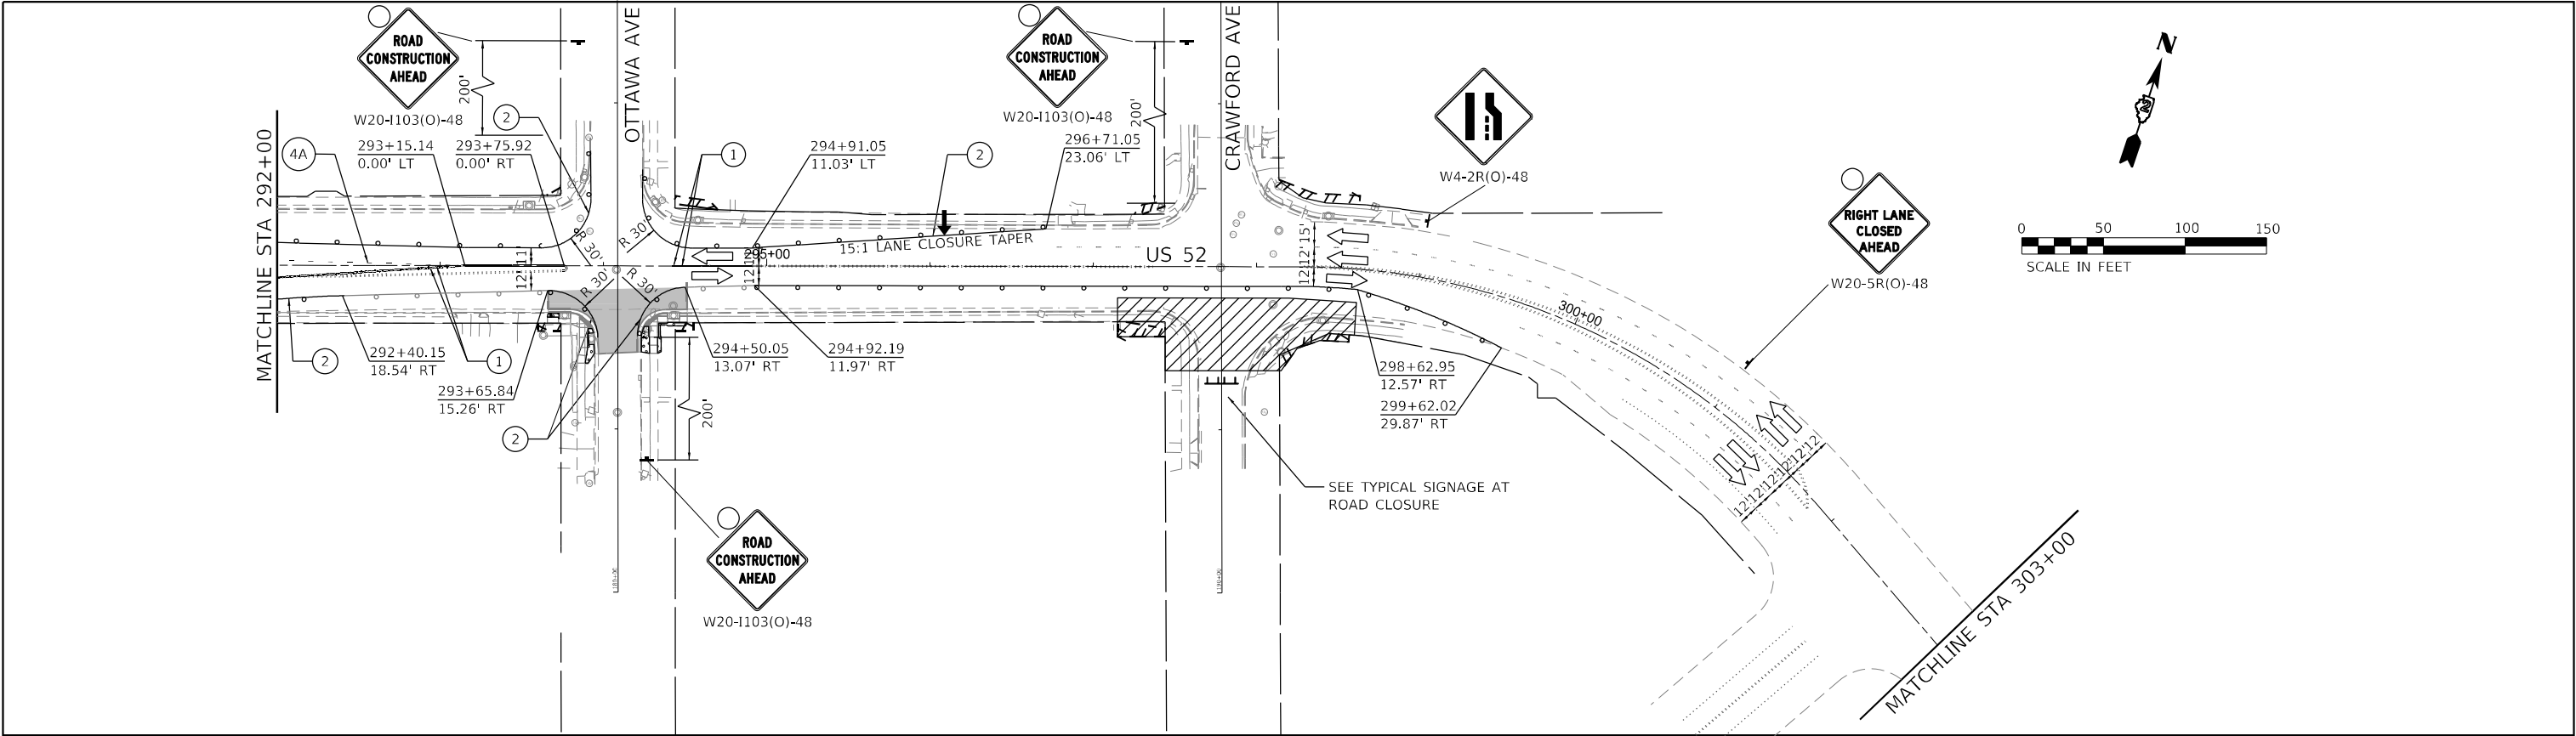 ROAD
CONSTRUCTION
AHEAD
W20-I103(O)-48
200'
OTTAWA AVE
ROAD
CONSTRUCTION
AHEAD
W20-I103(O)-48
200'
CRAWFORD AVE
W4-2R(O)-48
RIGHT LANE
CLOSED
AHEAD
W20-5R(O)-48
N
2
0 50 100 150
SCALE IN FEET
MATCHLINE STA 292+00
4A
293+15.14
0.00' LT
293+75.92
0.00' RT
2
1
294+91.05
11.03' LT
2
296+71.05
23.06' LT
R 30'
R 30'
R 30'
R 30'
11'
12'
295+00
12'
15:1 LANE CLOSURE TAPER
US 52
15'
12'
12'
300+00
2
292+40.15
18.54' RT
1
293+65.84
15.26' RT
2
294+50.05
13.07' RT
294+92.19
11.97' RT
200'
298+62.95
12.57' RT
299+62.02
29.87' RT
SEE TYPICAL SIGNAGE AT
ROAD CLOSURE
12'12'12'12'12'12'
ROAD
CONSTRUCTION
AHEAD
W20-I103(O)-48
MATCHLINE STA 303+00